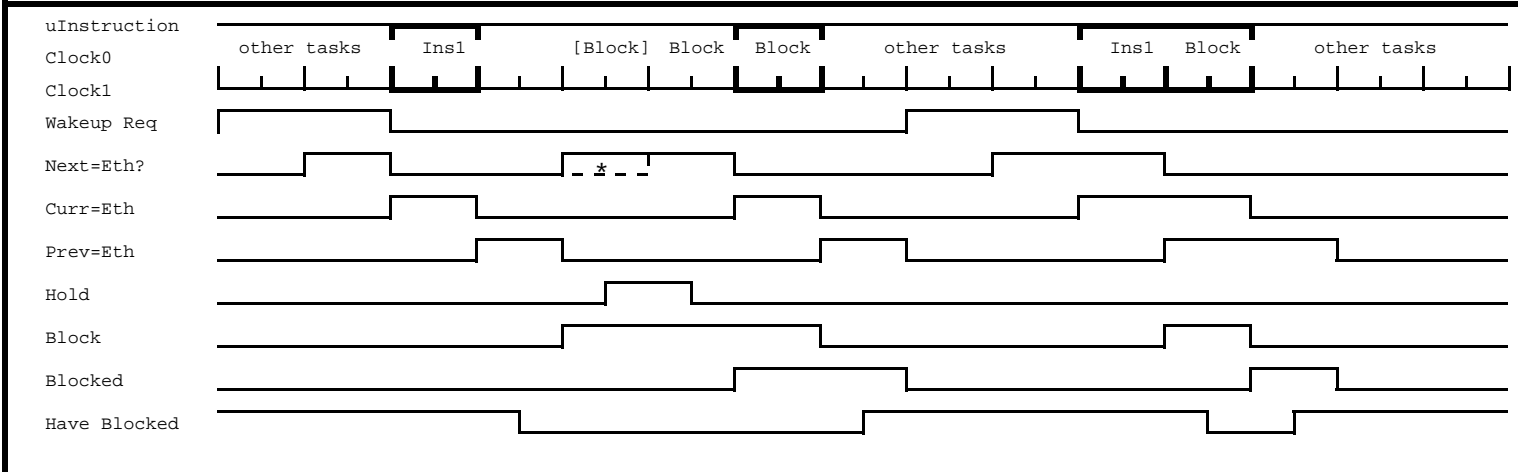 uInstruction
other tasks Ins1 [Block] Block Block other tasks Ins1 Block other tasks
Clock0
Clock1
Wakeup Req
Next=Eth?
*
Curr=Eth
Prev=Eth
Hold
Block
Blocked
Have Blocked